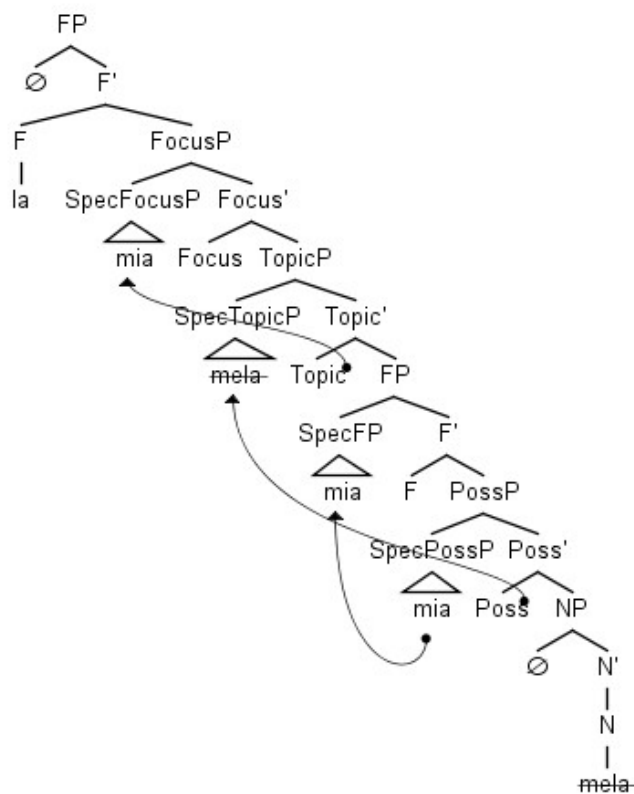 FP
∅ F'
F FocusP
la SpecFocusP Focus'
mia Focus TopicP
SpecTopicP Topic'
mela Topic FP
SpecFP F'
mia F PossP
SpecPossP Poss'
mia Poss NP
∅ N'
N
mela